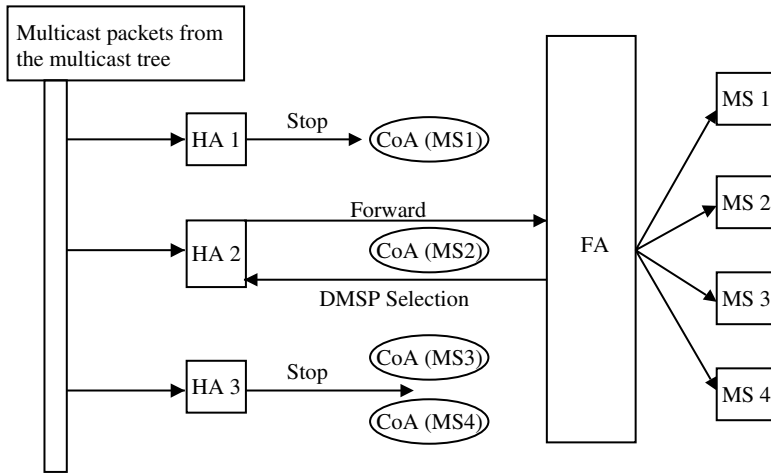 Multicast packets from
the multicast tree
HA 1
Stop
CoA (MS1)
HA 2
Forward
CoA (MS2)
DMSP Selection
HA 3
Stop
CoA (MS3)
CoA (MS4)
FA
MS 1
MS 2
MS 3
MS 4